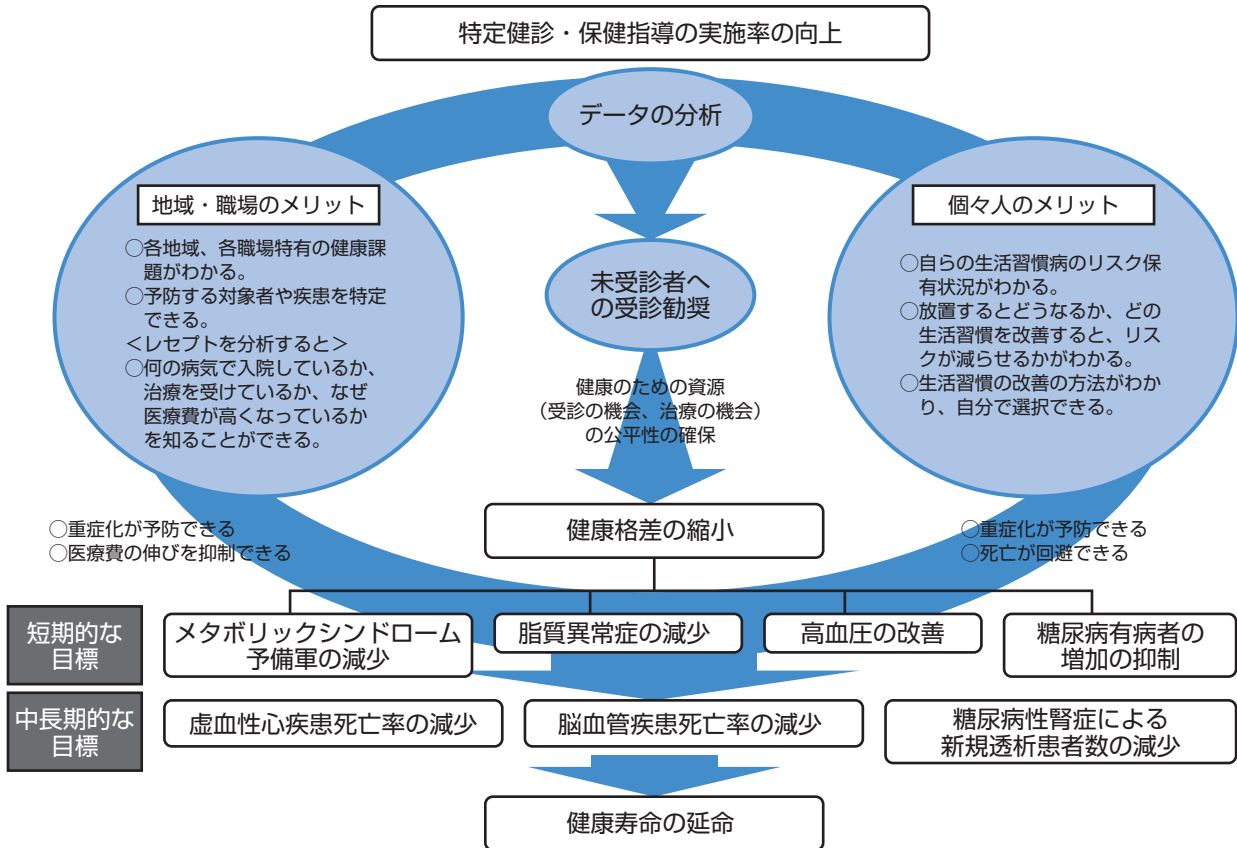 特定健診・保健指導の実施率の向上
データの分析
地域・職場のメリット
○各地域、各職場特有の健康課
題がわかる。
○予防する対象者や疾患を特定
できる。
＜レセプトを分析すると＞
○何の病気で入院しているか、
治療を受けているか、なぜ
医療費が高くなっているか
を知ることができる。
未受診者へ
の受診勧奨
個々人のメリット
○自らの生活習慣病のリスク保
有状況がわかる。
○放置するとどうなるか、どの
生活習慣を改善すると、リス
クが減らせるかがわかる。
○生活習慣の改善の方法がわか
り、自分で選択できる。
健康のための資源
（受診の機会、治療の機会）
の公平性の確保
○重症化が予防できる
○医療費の伸びを抑制できる
健康格差の縮小
○重症化が予防できる
○死亡が回避できる
短期的な
目標
メタボリックシンドローム
予備軍の減少
脂質異常症の減少
高血圧の改善
糖尿病有病者の
増加の抑制
中長期的な
目標
虚血性心疾患死亡率の減少
脳血管疾患死亡率の減少
糖尿病性腎症による
新規透析患者数の減少
健康寿命の延命